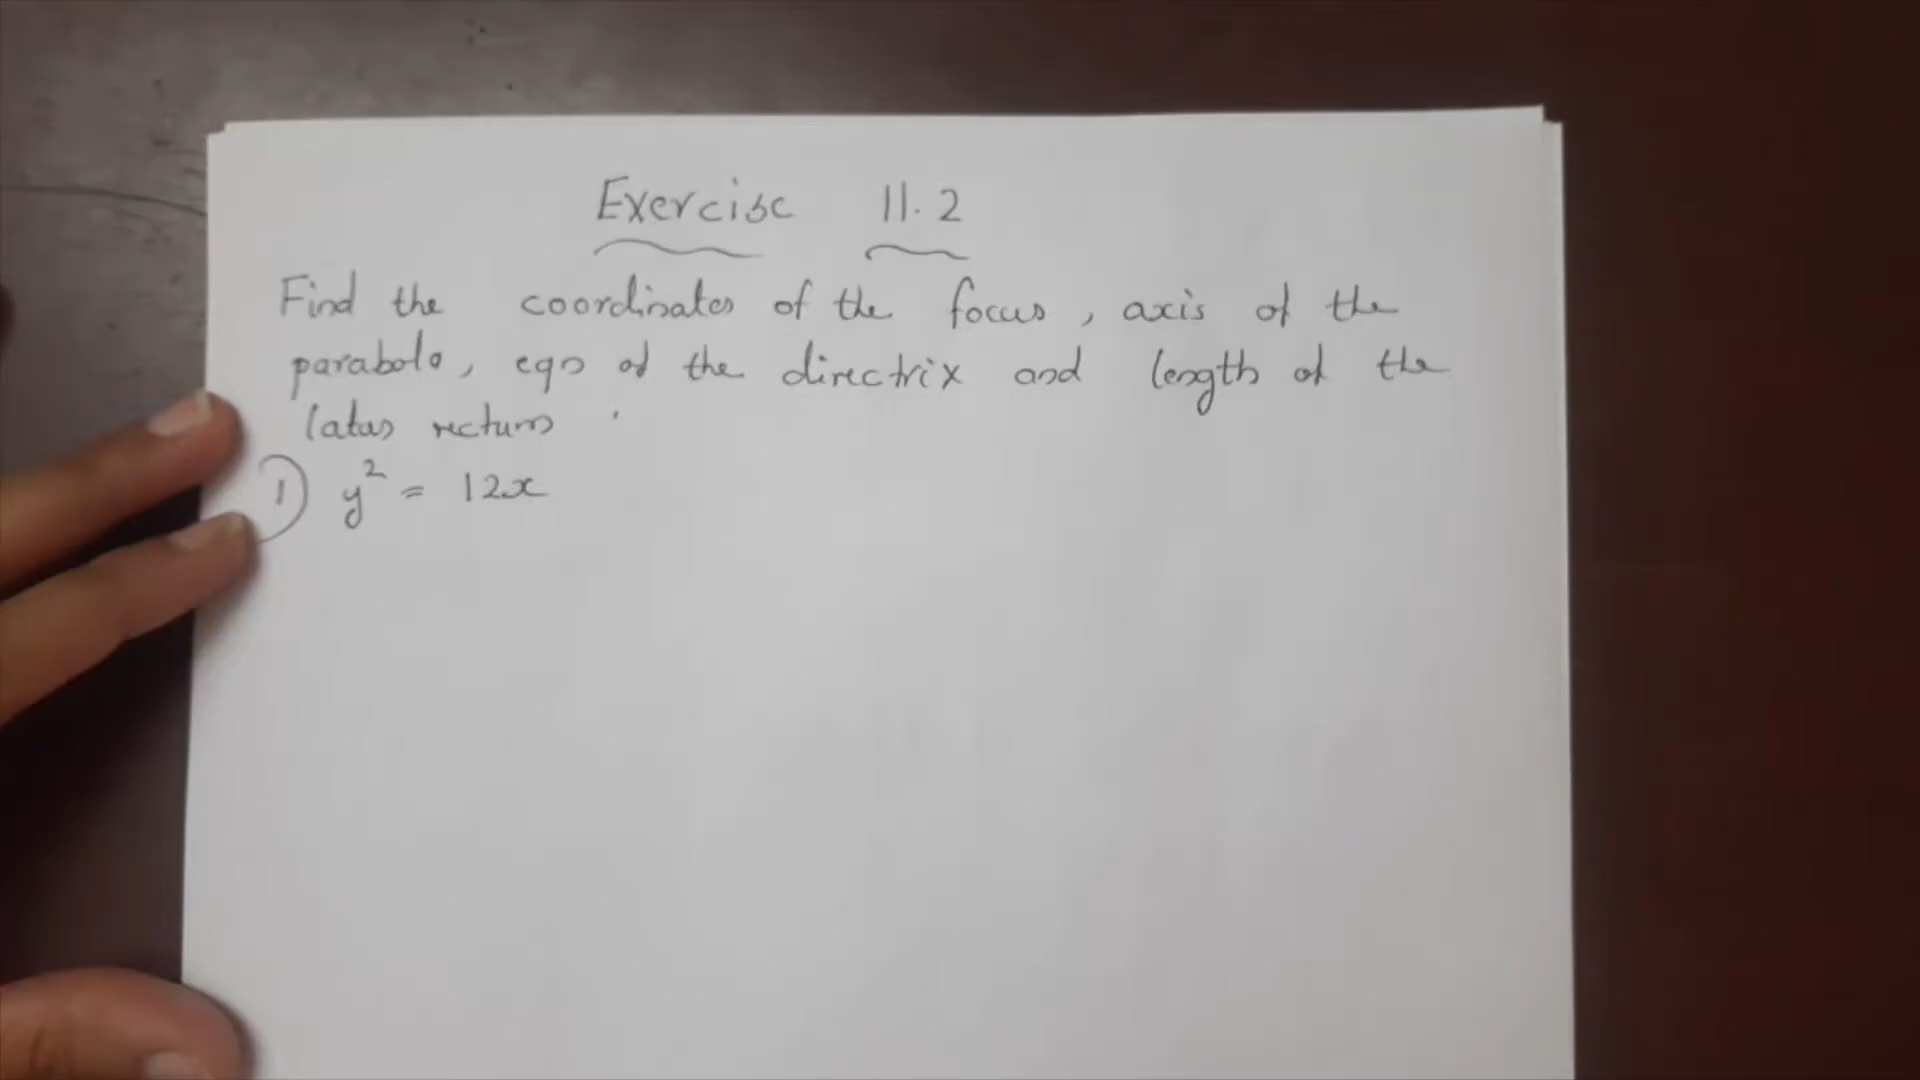 Exercise 11.2
Find the coordinates of the focus, axis of the
parabola, eqn of the directrix and length of the
latus rectum.
1) y² = 12x